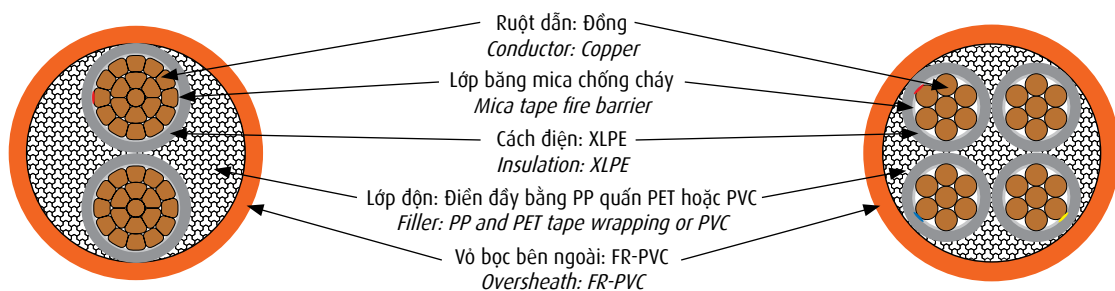 Ruột dẫn: Đồng
Conductor: Copper
Lớp băng mica chống cháy
Mica tape fire barrier
Cách điện: XLPE
Insulation: XLPE
Lớp độn: Điền đầy bằng PP quấn PET hoặc PVC
Filler: PP and PET tape wrapping or PVC
Vỏ bọc bên ngoài: FR-PVC
Oversheath: FR-PVC